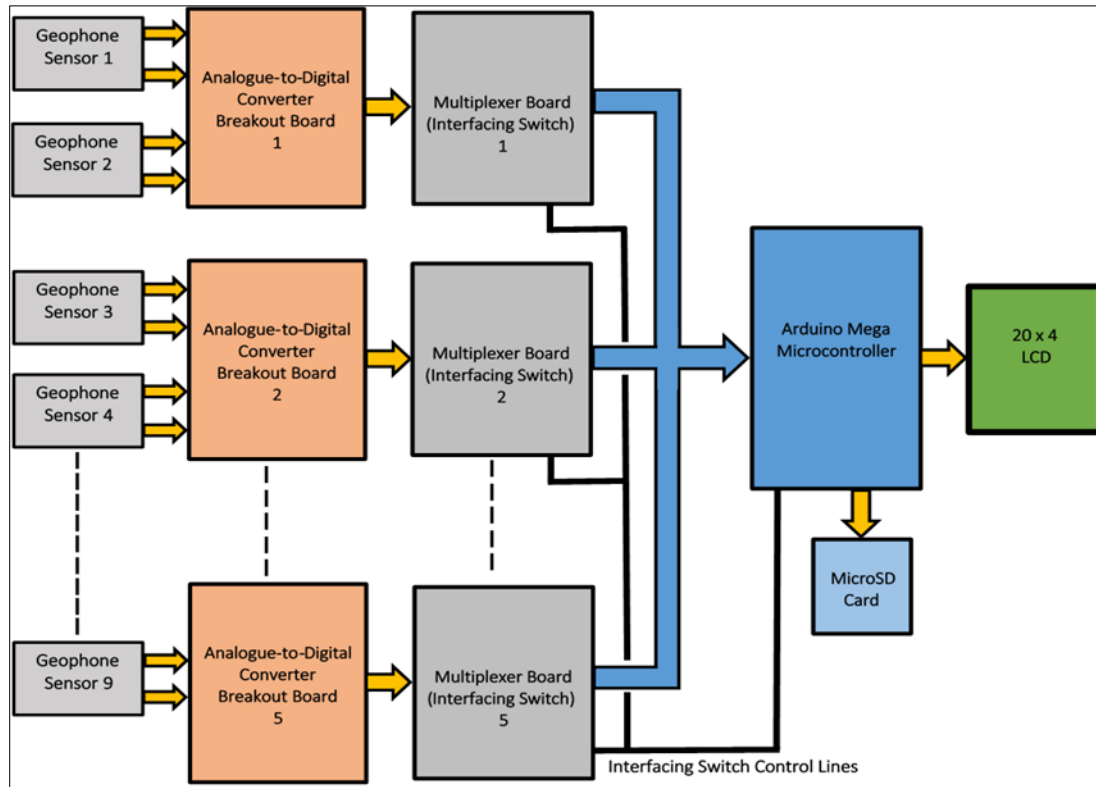 Geophone
Sensor 1
Geophone
Sensor 2
Analogue-to-Digital
Converter
Breakout Board
1
Multiplexer Board
(Interfacing Switch)
1
Geophone
Sensor 3
Geophone
Sensor 4
Analogue-to-Digital
Converter
Breakout Board
2
Multiplexer Board
(Interfacing Switch)
2
Arduino Mega
Microcontroller
20 x 4
LCD
MicroSD
Card
Geophone
Sensor 9
Analogue-to-Digital
Converter
Breakout Board
5
Multiplexer Board
(Interfacing Switch)
5
Interfacing Switch Control Lines